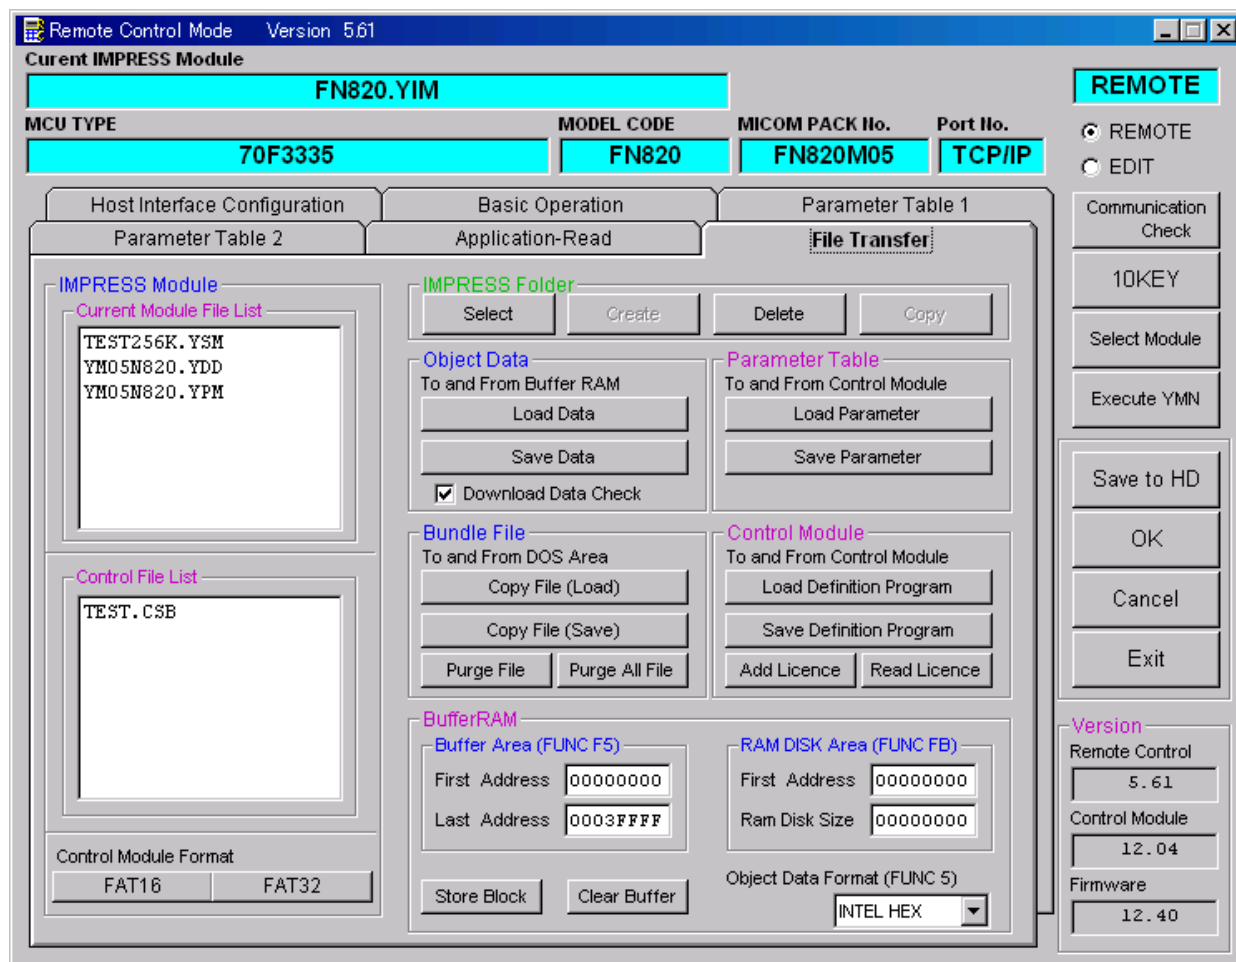 Remote Control Mode Version 5.61
Curent IMPRESS Module
FN820.YIM
REMOTE
MCU TYPE
MODEL CODE
MICOM PACK No.
Port No.
70F3335
FN820
FN820M05
TCP/IP
REMOTE
EDIT
Host Interface Configuration
Basic Operation
Parameter Table 1
Parameter Table 2
Application-Read
File Transfer
IMPRESS Module
Current Module File List
TEST256K.YSM
YM05N820.YDD
YM05N820.YPM
Control File List
TEST.CSB
Control Module Format
FAT16
FAT32
IMPRESS Folder
Select
Create
Delete
Copy
Object Data
To and From Buffer RAM
Load Data
Save Data
Download Data Check
Parameter Table
To and From Control Module
Load Parameter
Save Parameter
Bundle File
To and From DOS Area
Copy File (Load)
Copy File (Save)
Purge File
Purge All File
Control Module
To and From Control Module
Load Definition Program
Save Definition Program
Add Licence
Read Licence
BufferRAM
Buffer Area (FUNC F5)
First Address 00000000
Last Address 0003FFFF
RAM DISK Area (FUNC FB)
First Address 00000000
Ram Disk Size 00000000
Store Block
Clear Buffer
Object Data Format (FUNC 5)
INTEL HEX
Communication
Check
10KEY
Select Module
Execute YMN
Save to HD
OK
Cancel
Exit
Version
Remote Control
5.61
Control Module
12.04
Firmware
12.40